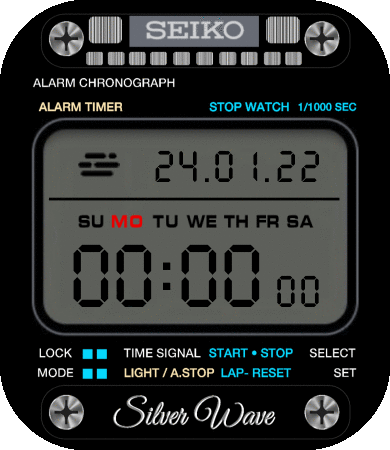 SEIKO
ALARM CHRONOGRAPH
ALARM TIMER STOP WATCH 1/1000 SEC
24.01.22
SU MO TU WE TH FR SA
00:00 00
LOCK TIME SIGNAL START • STOP SELECT
MODE LIGHT / A.STOP LAP- RESET SET
Silver Wave